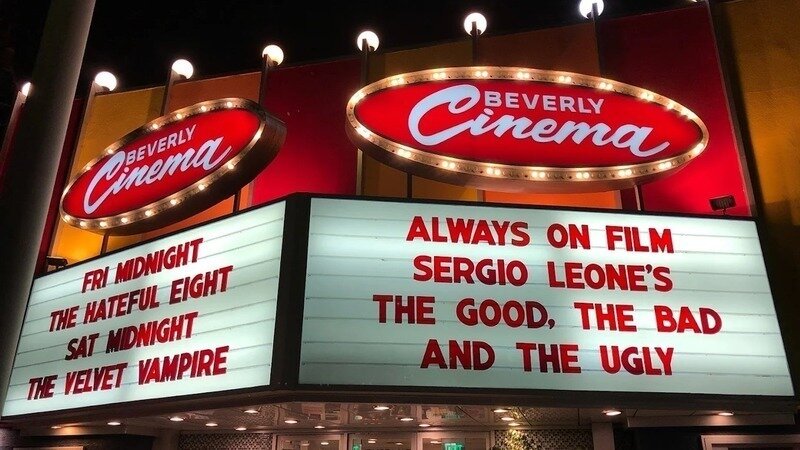 BEVERLY
Cinema
BEVERLY
Cinema
FRI MIDNIGHT
THE HATEFUL EIGHT
SAT MIDNIGHT
THE VELVET VAMPIRE
ALWAYS ON FILM
SERGIO LEONE'S
THE GOOD, THE BAD
AND THE UGLY